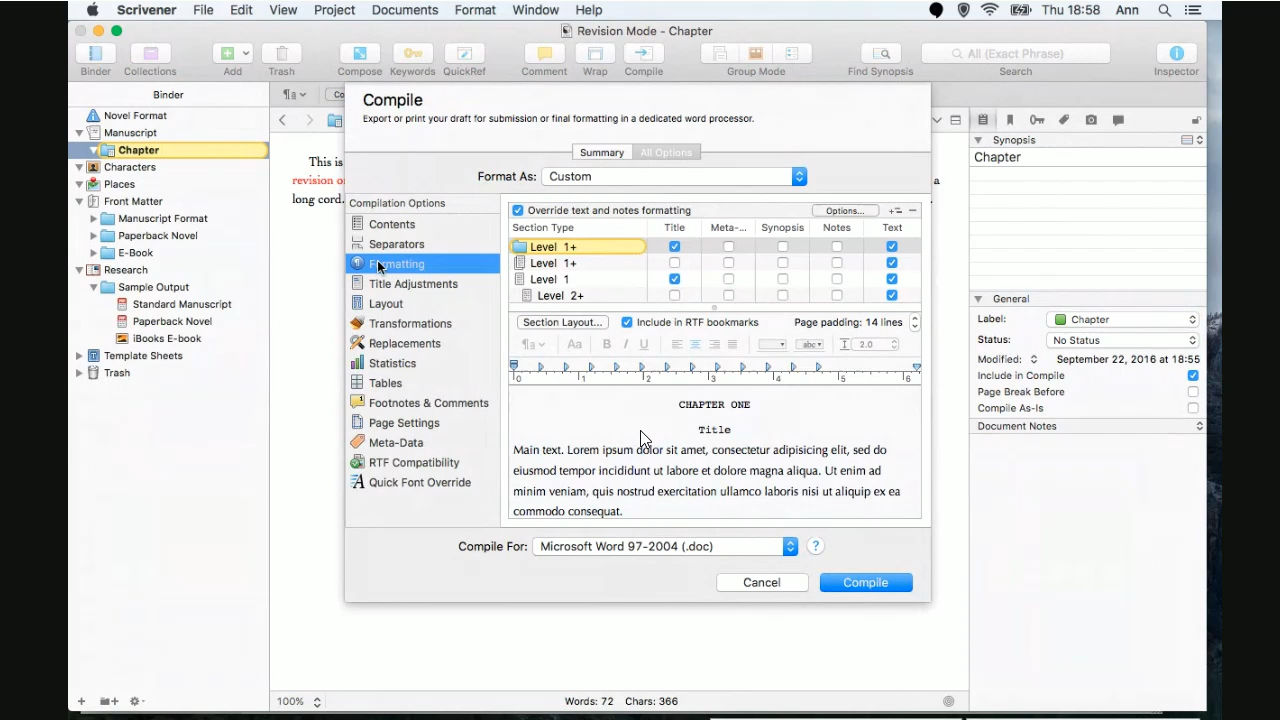 Scrivener File Edit View Project Documents Format Window Help Thu 18:58 Ann
Revision Mode - Chapter
All (Exact Phrase)
Binder Collections Add Trash Compose Keywords QuickRef Comment Wrap Compile Group Mode Find Synopsis Search Inspector
Binder
Novel Format
Manuscript
Chapter
Characters
Places
Front Matter
Manuscript Format
Paperback Novel
E-Book
Research
Sample Output
Standard Manuscript
Paperback Novel
iBooks E-book
Template Sheets
Trash
This is
revision
long cord.
a
Compile
Export or print your draft for submission or final formatting in a dedicated word processor.
Summary All Options
Format As: Custom
Compilation Options
Contents
Separators
Formatting
Title Adjustments
Layout
Transformations
Replacements
Statistics
Tables
Footnotes & Comments
Page Settings
Meta-Data
RTF Compatibility
Quick Font Override
Override text and notes formatting Options...
Section Type Title Meta-... Synopsis Notes Text
Level 1+
Level 1+
Level 1
Level 2+
Section Layout... Include in RTF bookmarks Page padding: 14 lines
Aa B I U abc 2.0
0 1 2 3 4 5 6
CHAPTER ONE
Title
Main text. Lorem ipsum dolor sit amet, consectetur adipisicing elit, sed do
eiusmod tempor incididunt ut labore et dolore magna aliqua. Ut enim ad
minim veniam, quis nostrud exercitation ullamco laboris nisi ut aliquip ex ea
commodo consequat.
Compile For: Microsoft Word 97-2004 (.doc) ?
Cancel Compile
Synopsis
Chapter
General
Label: Chapter
Status: No Status
Modified: September 22, 2016 at 18:55
Include in Compile
Page Break Before
Compile As-Is
Document Notes
100% Words: 72 Chars: 366